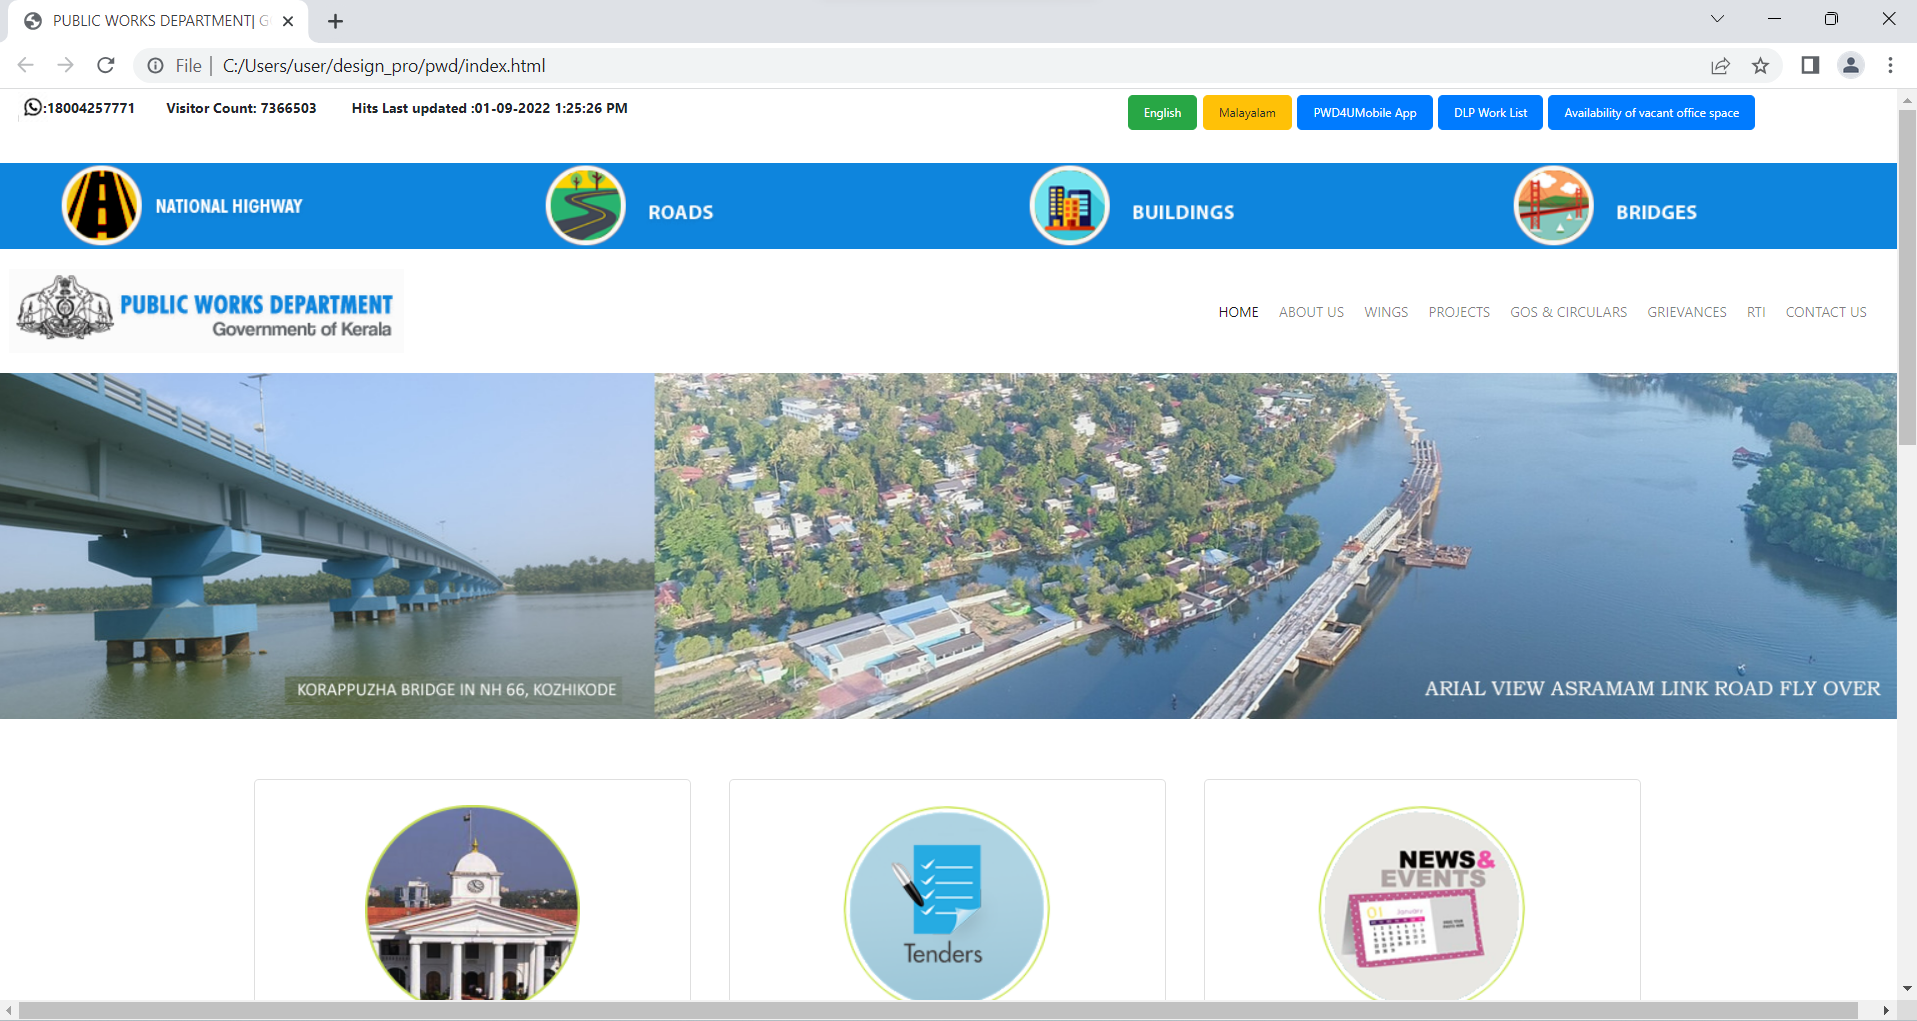 PUBLIC WORKS DEPARTMENT| G
File | C:/Users/user/design_pro/pwd/index.html
:18004257771 Visitor Count: 7366503 Hits Last updated :01-09-2022 1:25:26 PM English Malayalam PWD4UMobile App DLP Work List Availability of vacant office space
NATIONAL HIGHWAY ROADS BUILDINGS BRIDGES
PUBLIC WORKS DEPARTMENT
Government of Kerala
HOME ABOUT US WINGS PROJECTS GOS & CIRCULARS GRIEVANCES RTI CONTACT US
KORAPPUZHA BRIDGE IN NH 66, KOZHIKODE
ARIAL VIEW ASRAMAM LINK ROAD FLY OVER
Tenders
NEWS&
EVENTS
01 January